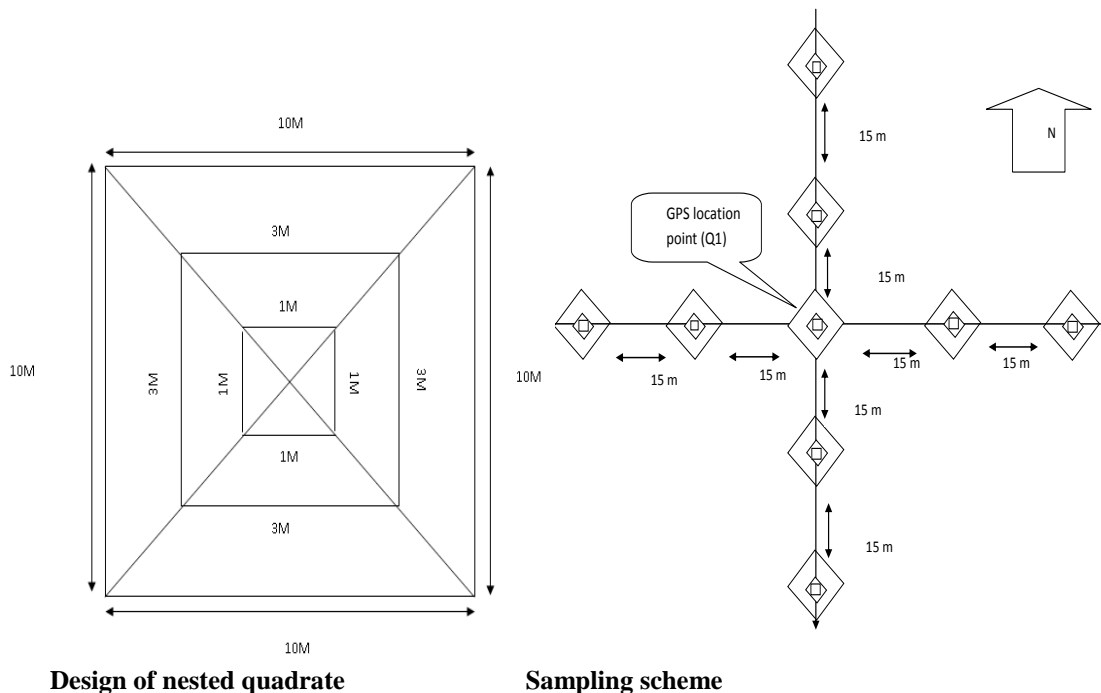 10M
3M
1M
10M
3M
1M
1M
3M
10M
1M
3M
10M
Design of nested quadrate
15 m
N
GPS location
point (Q1)
15 m
15 m
15 m
15 m
15 m
15 m
15 m
Sampling scheme